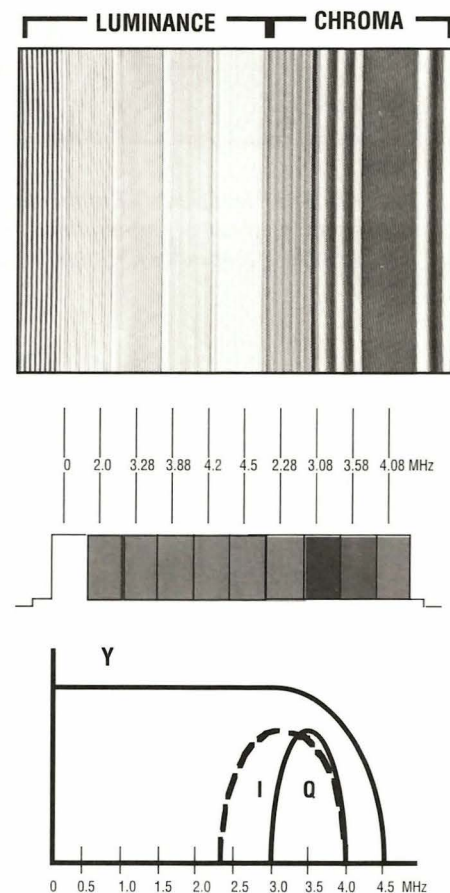 LUMINANCE CHROMA
0 2.0 3.28 3.88 4.2 4.5 2.28 3.08 3.58 4.08 MHz
Y
I Q
0 0.5 1.0 1.5 2.0 2.5 3.0 3.5 4.0 4.5 MHz